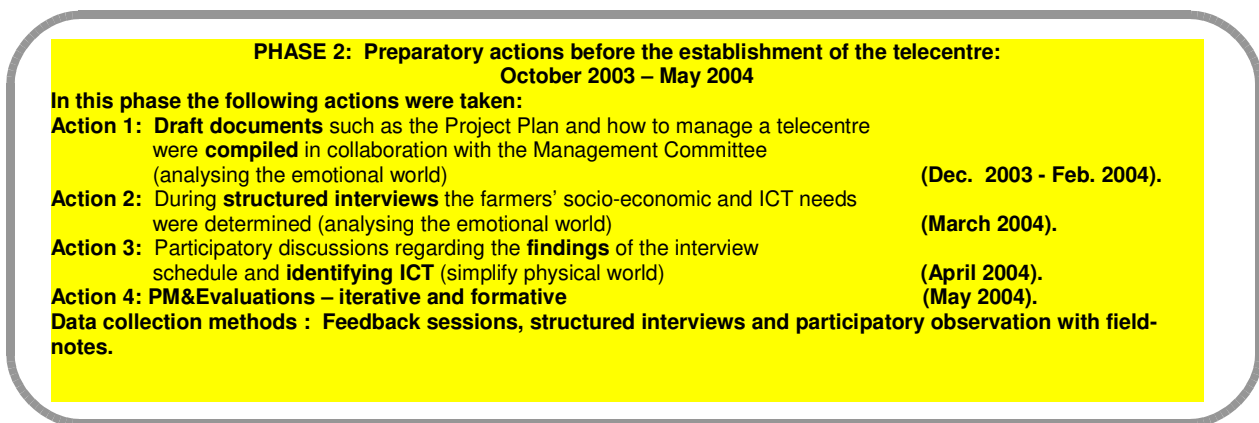 PHASE 2: Preparatory actions before the establishment of the telecentre:
October 2003 – May 2004
In this phase the following actions were taken:
Action 1: Draft documents such as the Project Plan and how to manage a telecentre
were compiled in collaboration with the Management Committee
(analysing the emotional world) (Dec. 2003 - Feb. 2004).
Action 2: During structured interviews the farmers' socio-economic and ICT needs
were determined (analysing the emotional world) (March 2004).
Action 3: Participatory discussions regarding the findings of the interview
schedule and identifying ICT (simplify physical world) (April 2004).
Action 4: PM&Evaluations – iterative and formative (May 2004).
Data collection methods : Feedback sessions, structured interviews and participatory observation with field-
notes.